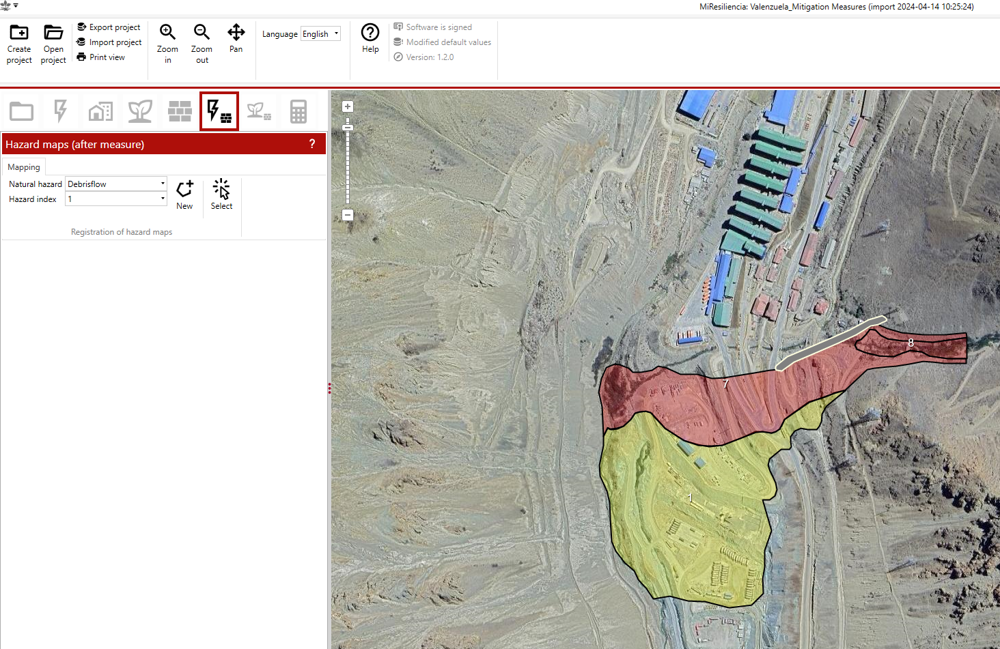 MiResiliencia: Valenzuela_Mitigation Measures (import 2024-04-14 10:25:24)
Create project
Open project
Export project
Import project
Print view
Zoom in
Zoom out
Pan
Language English
Help
Software is signed
Modified default values
Version: 1.2.0
Hazard maps (after measure) ?
Mapping
Natural hazard Debrisflow
Hazard index 1
New
Select
Registration of hazard maps
8
7
1